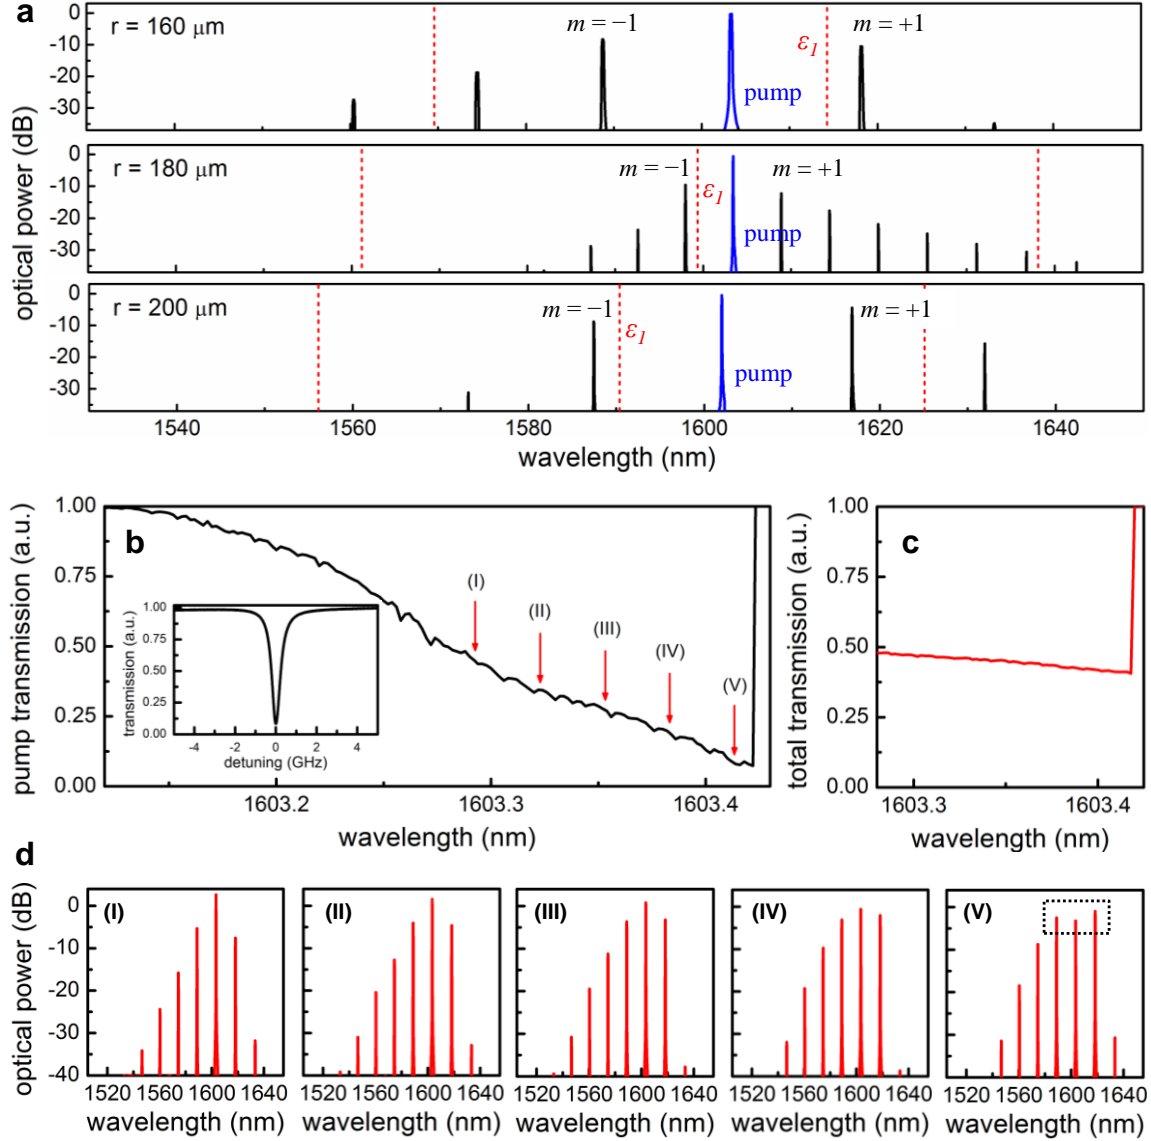 a
optical power (dB)
0
-10
-20
-30
r = 160 μm
m = −1
pump
ε1
m = +1
0
-10
-20
-30
r = 180 μm
m = −1
ε1
pump
m = +1
0
-10
-20
-30
r = 200 μm
m = −1
ε1
pump
m = +1
1540 1560 1580 1600 1620 1640
wavelength (nm)
b
pump transmission (a.u.)
1.00
0.75
0.50
0.25
0.00
(I)
(II)
(III)
(IV)
(V)
transmission (a.u.)
1.00
0.75
0.50
0.25
0.00
-4 -2 0 2 4
detuning (GHz)
1603.2 1603.3 1603.4
wavelength (nm)
c
total transmission (a.u.)
1.00
0.75
0.50
0.25
0.00
1603.3 1603.4
wavelength (nm)
d
optical power (dB)
0
-10
-20
-30
-40
(I)
1520 1560 1600 1640
wavelength (nm)
(II)
1520 1560 1600 1640
wavelength (nm)
(III)
1520 1560 1600 1640
wavelength (nm)
(IV)
1520 1560 1600 1640
wavelength (nm)
(V)
1520 1560 1600 1640
wavelength (nm)